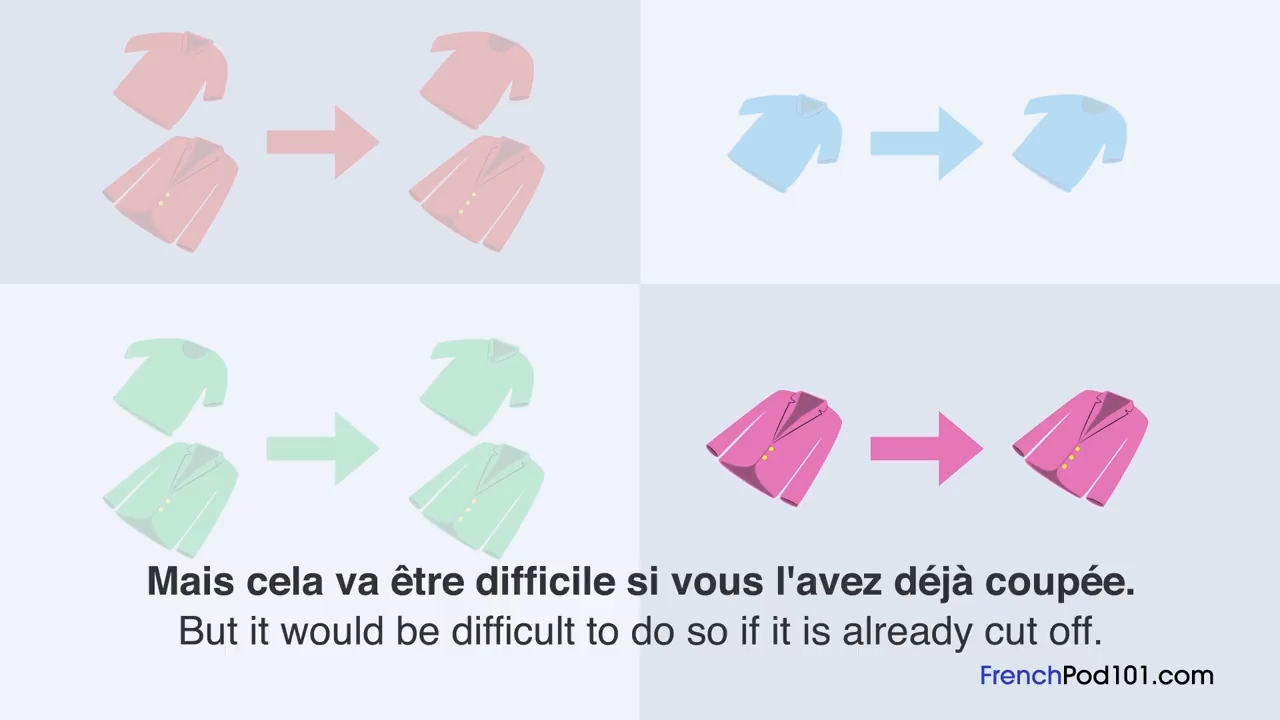 Mais cela va être difficile si vous l'avez déjà coupée.
But it would be difficult to do so if it is already cut off.
FrenchPod101.com